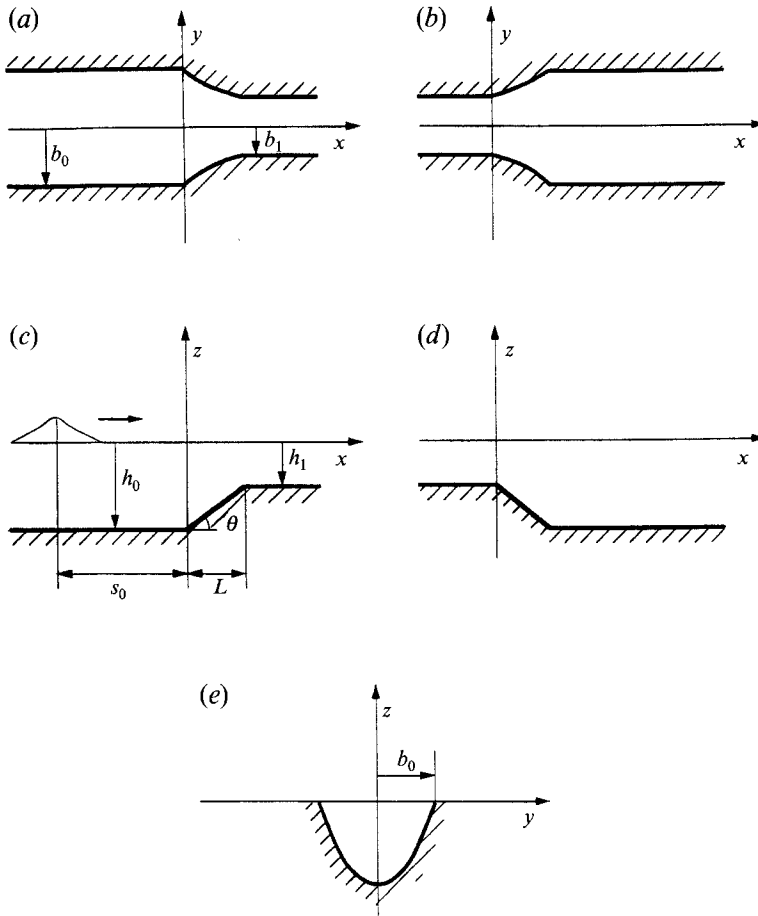 (a)
y
b₀
b₁
x
(b)
y
x
(c)
z
x
h₀
h₁
θ
s₀
L
(d)
z
x
(e)
z
b₀
y